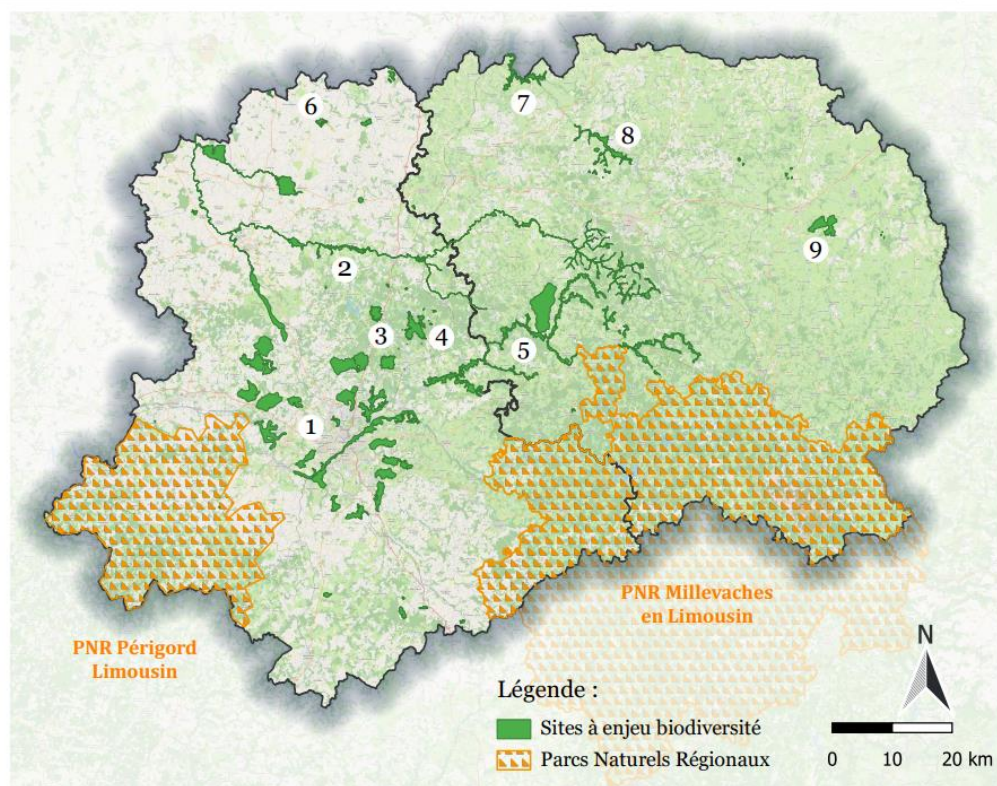 6
7
8
9
2
3
4
5
1
PNR Périgord
Limousin
PNR Millevaches
en Limousin
N
Légende :
Sites à enjeu biodiversité
Parcs Naturels Régionaux
0 10 20 km